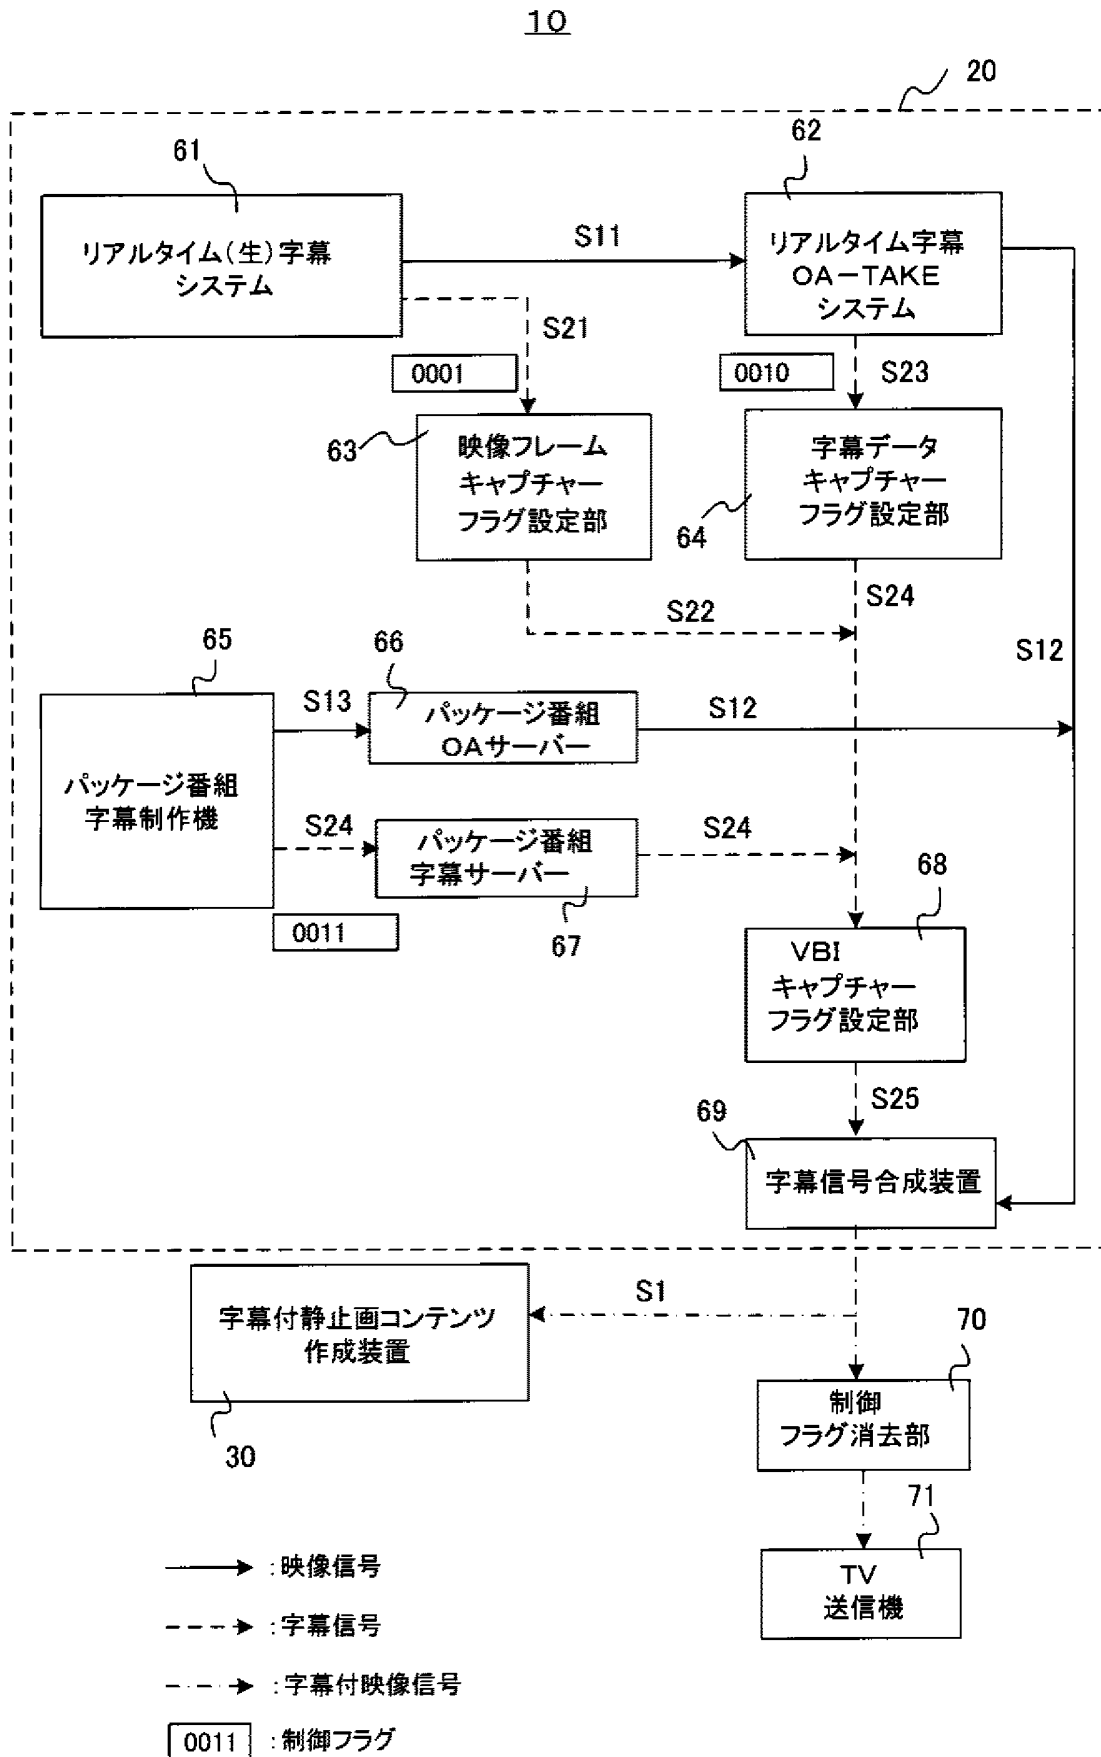 10
20
61
62
リアルタイム(生)字幕
システム
S11
リアルタイム字幕
OA-TAKE
システム
S21
0001
0010
S23
63
映像フレーム
キャプチャー
フラグ設定部
字幕データ
キャプチャー
フラグ設定部
64
S22
S24
65
66
S12
パッケージ番組
字幕制作機
S13
パッケージ番組
OAサーバー
S12
S24
パッケージ番組
字幕サーバー
S24
0011
67
68
VBI
キャプチャー
フラグ設定部
S25
69
字幕信号合成装置
字幕付静止画コンテンツ
作成装置
S1
30
70
制御
フラグ消去部
71
TV
送信機
:映像信号
:字幕信号
:字幕付映像信号
0011 :制御フラグ